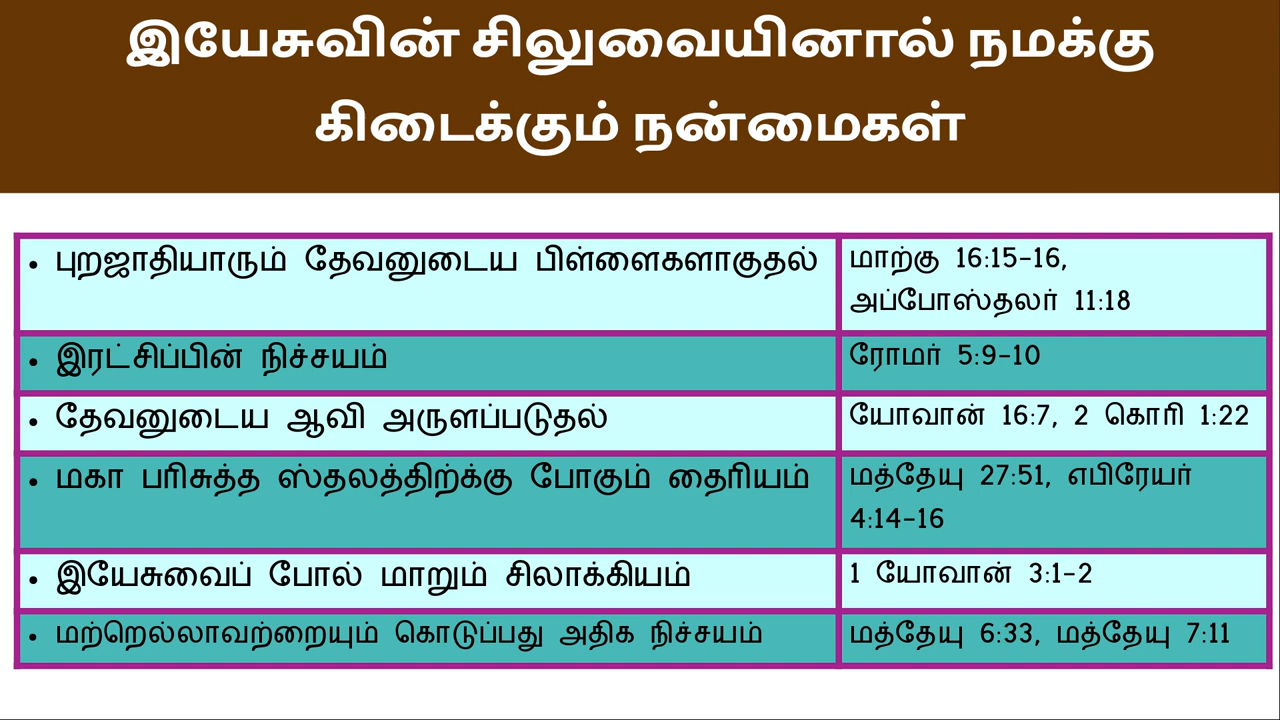 இயேசுவின் சிலுவையினால் நமக்கு
கிடைக்கும் நன்மைகள்
• புறஜாதியாரும் தேவனுடைய பிள்ளைகளாகுதல்
மாற்கு 16:15-16,
அப்போஸ்தலர் 11:18
• இரட்சிப்பின் நிச்சயம்
ரோமர் 5:9-10
• தேவனுடைய ஆவி அருளப்படுதல்
யோவான் 16:7, 2 கொரி 1:22
• மகா பரிசுத்த ஸ்தலத்திற்க்கு போகும் தைரியம்
மத்தேயு 27:51, எபிரேயர்
4:14-16
• இயேசுவைப் போல் மாறும் சிலாக்கியம்
1 யோவான் 3:1-2
• மற்றெல்லாவற்றையும் கொடுப்பது அதிக நிச்சயம்
மத்தேயு 6:33, மத்தேயு 7:11